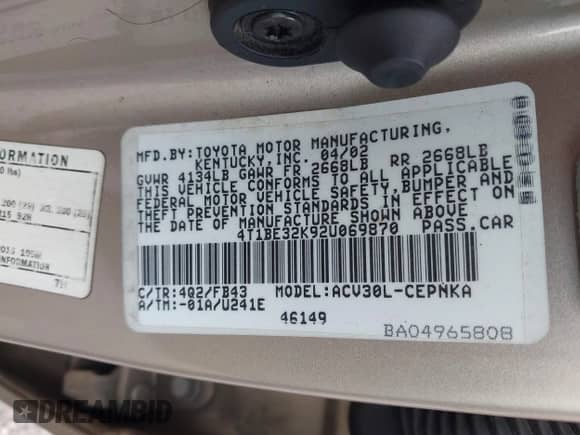 MFD.BY:TOYOTA MOTOR MANUFACTURING,
KENTUCKY,INC. 04/02
GVWR 4134LB GAWR FR 2668LB RR 2668LB
THIS VEHICLE CONFORMS TO ALL APPLICABLE
FEDERAL MOTOR VEHICLE SAFETY,BUMPER AND
THEFT PREVENTION STANDARDS IN EFFECT ON
THE DATE OF MANUFACTURE SHOWN ABOVE
4T1BE32K92U069870 PASS.CAR
C/TR:4Q2/FB43 MODEL:ACV30L-CEPNKA
A/TM:-01A/U241E
46149
BA04965808
ORMATION
INFORMATION
DREAMBID